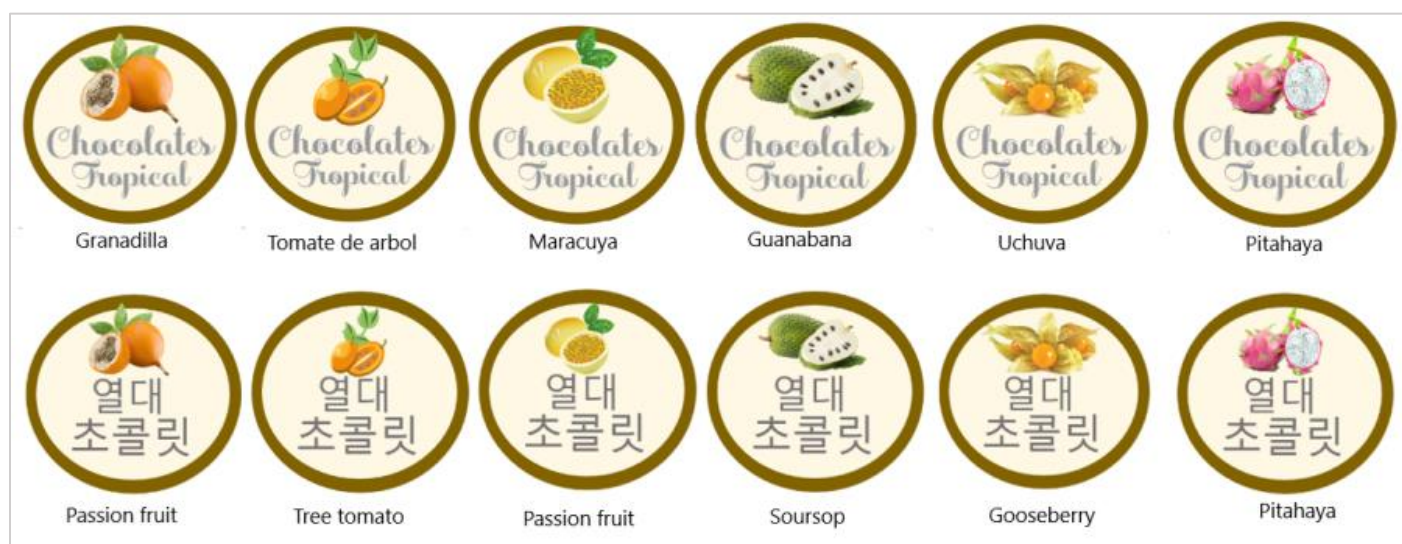 Chocolates
Tropical
Chocolates
Tropical
Chocolates
Tropical
Chocolates
Tropical
Chocolates
Tropical
Chocolates
Tropical
Granadilla
Tomate de arbol
Maracuya
Guanabana
Uchuva
Pitahaya
열대
초콜릿
열대
초콜릿
열대
초콜릿
열대
초콜릿
열대
초콜릿
열대
초콜릿
Passion fruit
Tree tomato
Passion fruit
Soursop
Gooseberry
Pitahaya